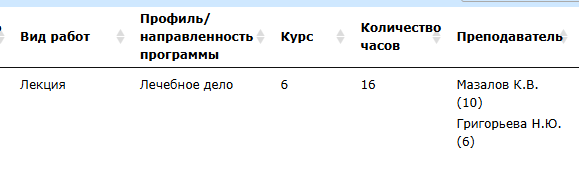 Вид работ
Профиль/
направленность
программы
Курс
Количество
часов
Преподаватель
Лекция
Лечебное дело
6
16
Мазалов К.В.
(10)
Григорьева Н.Ю.
(6)